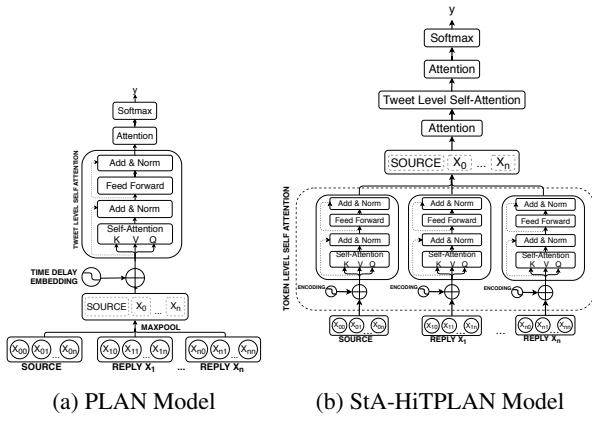 y
Softmax
Attention
TWEET LEVEL SELF ATTENTION
Add & Norm
Feed Forward
Add & Norm
Self-Attention
K V Q
TIME DELAY
EMBEDDING
SOURCE X0 ... Xn
MAXPOOL
X00 X01 ... X0n X10 X11 ... X1n Xn0 Xn1 ... Xnn
SOURCE REPLY X1 ... REPLY Xn
(a) PLAN Model
y
Softmax
Attention
Tweet Level Self-Attention
Attention
SOURCE X0 ... Xn
TOKEN LEVEL SELF ATTENTION
Add & Norm Add & Norm Add & Norm
Feed Forward Feed Forward Feed Forward
Add & Norm Add & Norm Add & Norm
Self-Attention Self-Attention Self-Attention
K V Q K V Q K V Q
ENCODING ENCODING ENCODING
X00 X01 ... X0n X10 X11 ... X1n Xn0 Xn1 ... Xnn
SOURCE REPLY X1 ... REPLY Xn
(b) StA-HiTPLAN Model